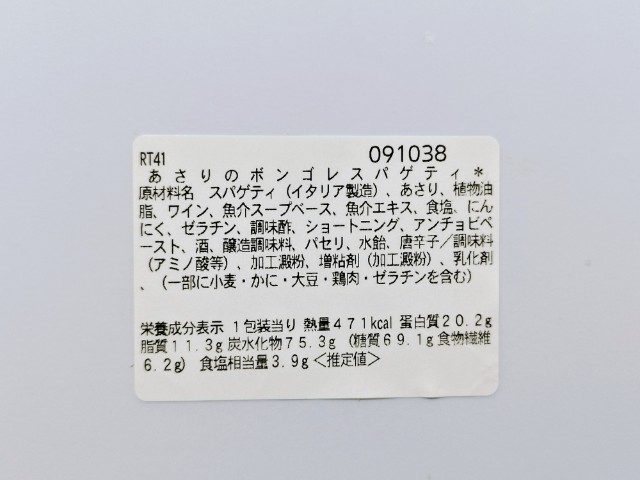 RT41 091038
あさりのボンゴレスパゲティ＊
原材料名　スパゲティ（イタリア製造）、あさり、植物油
脂、ワイン、魚介スープベース、魚介エキス、食塩、にん
にく、ゼラチン、調味酢、ショートニング、アンチョビペ
ースト、酒、醸造調味料、パセリ、水飴、唐辛子／調味料
（アミノ酸等）、加工澱粉、増粘剤（加工澱粉）、乳化剤
、（一部に小麦・かに・大豆・鶏肉・ゼラチンを含む）
栄養成分表示 １包装当り 熱量４７１kcal 蛋白質２０.２g
脂質１１.３g炭水化物７５.３g（糖質６９.１g食物繊維
６.２g） 食塩相当量３.９g＜推定値＞